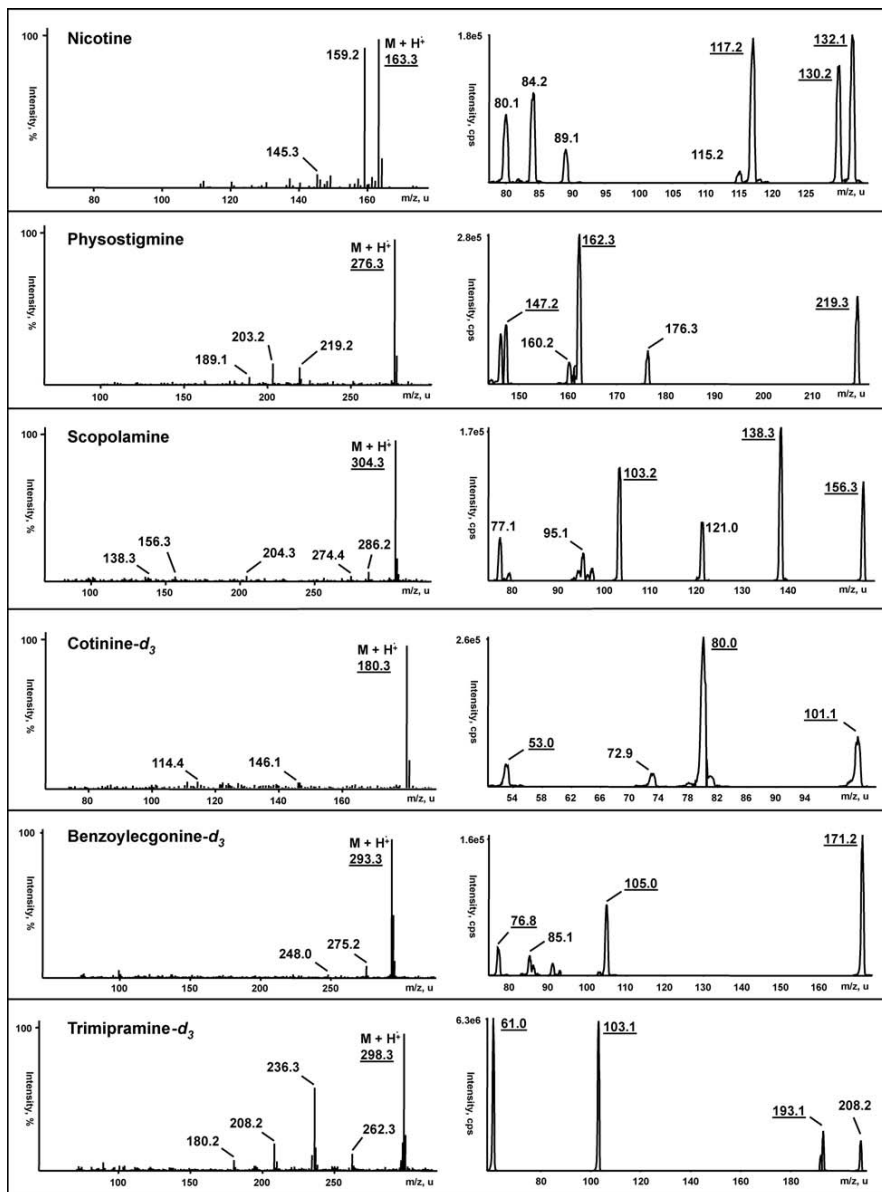 Nicotine
100
Intensity, %
159.2
M + H⁺
163.3
145.3
80 100 120 140 160 m/z, u
1.8e5
Intensity, cps
80.1
84.2
89.1
115.2
117.2
130.2
132.1
80 85 90 95 100 105 110 115 120 125 m/z, u
Physostigmine
100
Intensity, %
M + H⁺
276.3
189.1
203.2
219.2
100 150 200 250 m/z, u
2.8e5
Intensity, cps
147.2
160.2
162.3
176.3
219.3
150 160 170 180 190 200 210 m/z, u
Scopolamine
100
Intensity, %
M + H⁺
304.3
138.3
156.3
204.3
274.4
286.2
100 150 200 250 m/z, u
1.7e5
Intensity, cps
77.1
95.1
103.2
121.0
138.3
156.3
80 90 100 110 120 130 140 m/z, u
Cotinine-d3
100
Intensity, %
M + H⁺
180.3
114.4
146.1
80 100 120 140 160 m/z, u
2.6e5
Intensity, cps
53.0
72.9
80.0
101.1
54 58 62 66 70 74 78 82 86 90 94 m/z, u
Benzoylecgonine-d3
100
Intensity, %
M + H⁺
293.3
248.0
275.2
100 150 200 250 m/z, u
1.6e5
Intensity, cps
76.8
85.1
105.0
171.2
80 90 100 110 120 130 140 150 160 m/z, u
Trimipramine-d3
100
Intensity, %
M + H⁺
298.3
180.2
208.2
236.3
262.3
100 150 200 250 m/z, u
6.3e6
Intensity, cps
61.0
103.1
193.1
208.2
60 70 80 90 100 110 120 130 140 150 160 170 180 m/z, u